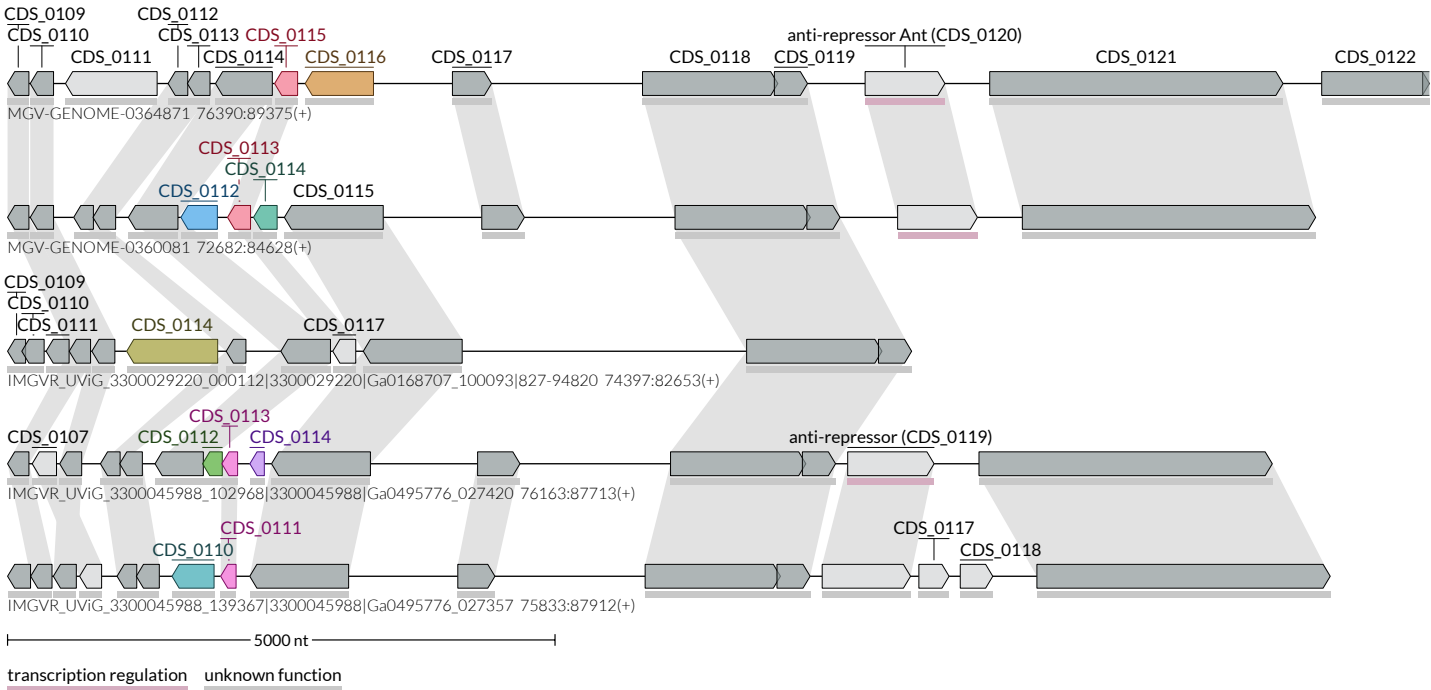 CDS_0109 CDS_0112
CDS_0110 CDS_0113 CDS_0115 anti-repressor Ant (CDS_0120)
CDS_0111 CDS_0114 CDS_0116 CDS_0117 CDS_0118 CDS_0119 CDS_0121 CDS_0122
MGV-GENOME-0364871 76390:89375(+)
CDS_0113
CDS_0114
CDS_0112 CDS_0115
MGV-GENOME-0360081 72682:84628(+)
CDS_0109
CDS_0110
CDS_0111 CDS_0114 CDS_0117
IMGVR_UViG_3300029220_000112|3300029220|Ga0168707_100093|827-94820 74397:82653(+)
CDS_0113
CDS_0107 CDS_0112 CDS_0114 anti-repressor (CDS_0119)
IMGVR_UViG_3300045988_102968|3300045988|Ga0495776_027420 76163:87713(+)
CDS_0111 CDS_0117
CDS_0110 CDS_0118
IMGVR_UViG_3300045988_139367|3300045988|Ga0495776_027357 75833:87912(+)
5000 nt
transcription regulation unknown function